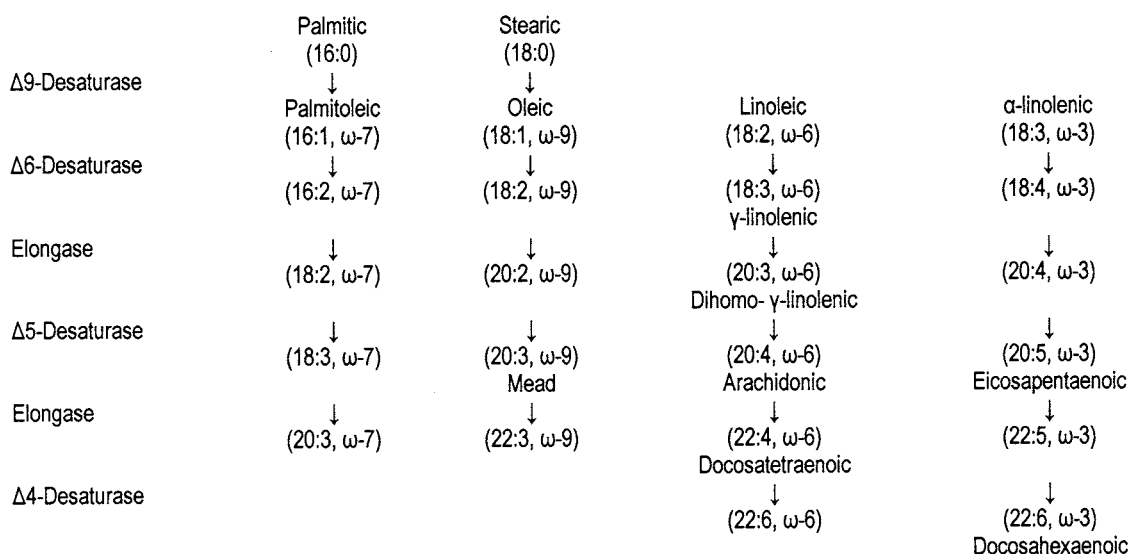 Palmitic Stearic
(16:0) (18:0)
Δ9-Desaturase ↓ ↓
Palmitoleic Oleic Linoleic α-linolenic
(16:1, ω-7) (18:1, ω-9) (18:2, ω-6) (18:3, ω-3)
Δ6-Desaturase ↓ ↓ ↓ ↓
(16:2, ω-7) (18:2, ω-9) (18:3, ω-6) (18:4, ω-3)
γ-linolenic
Elongase ↓ ↓ ↓ ↓
(18:2, ω-7) (20:2, ω-9) (20:3, ω-6) (20:4, ω-3)
Dihomo- γ-linolenic
Δ5-Desaturase ↓ ↓ ↓ ↓
(18:3, ω-7) (20:3, ω-9) (20:4, ω-6) (20:5, ω-3)
Mead Arachidonic Eicosapentaenoic
Elongase ↓ ↓ ↓ ↓
(20:3, ω-7) (22:3, ω-9) (22:4, ω-6) (22:5, ω-3)
Docosatetraenoic
Δ4-Desaturase ↓ ↓
(22:6, ω-6) (22:6, ω-3)
Docosahexaenoic